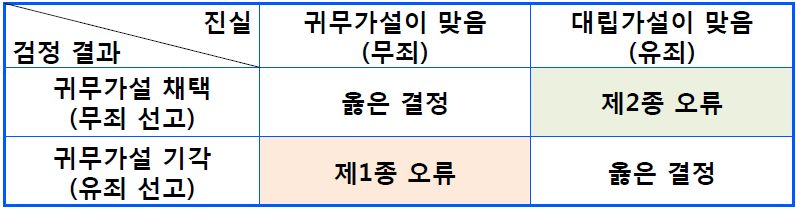 진실
검정 결과
귀무가설이 맞음
(무죄)
대립가설이 맞음
(유죄)
귀무가설 채택
(무죄 선고)
옳은 결정
제2종 오류
귀무가설 기각
(유죄 선고)
제1종 오류
옳은 결정